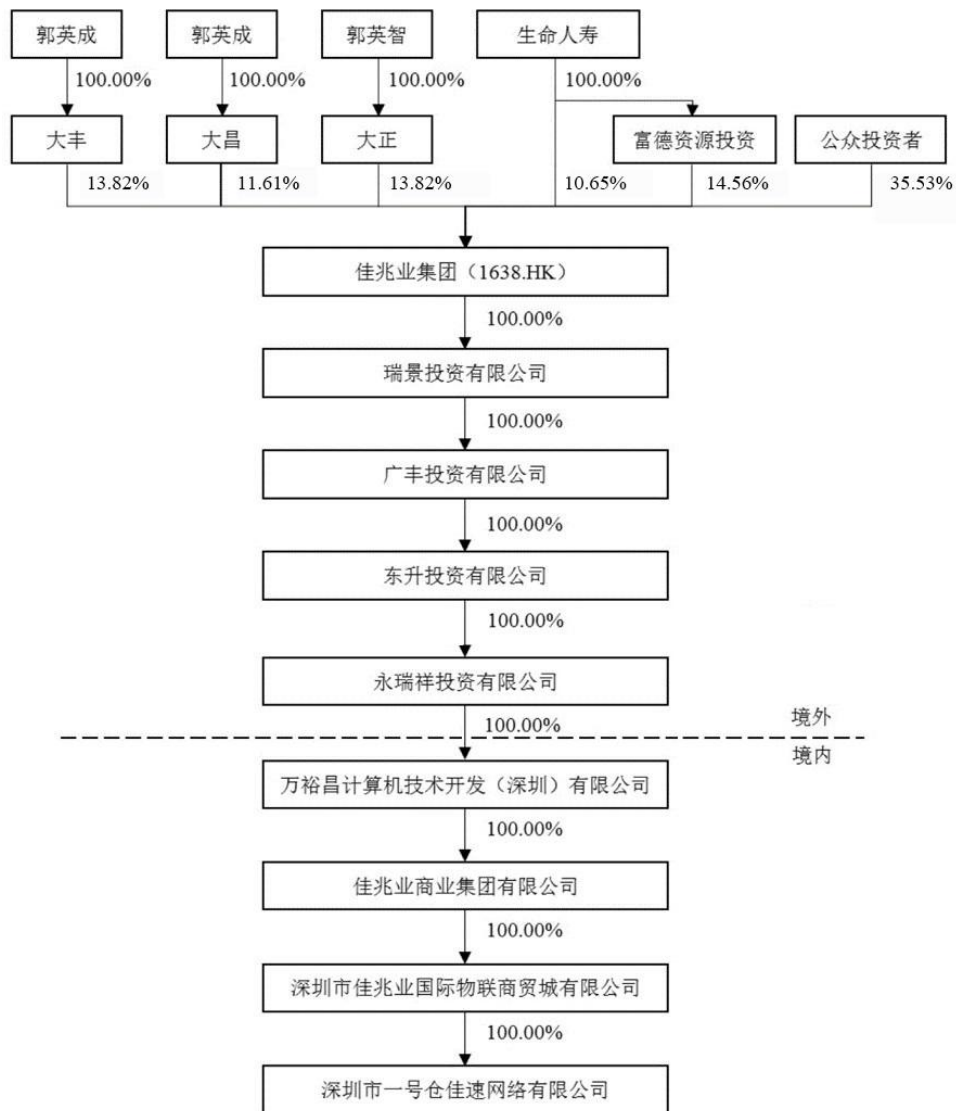 郭英成
郭英成
郭英智
生命人寿
100.00%
100.00%
100.00%
100.00%
大丰
大昌
大正
富德资源投资
公众投资者
13.82%
11.61%
13.82%
10.65%
14.56%
35.53%
佳兆业集团（1638.HK）
100.00%
瑞景投资有限公司
100.00%
广丰投资有限公司
100.00%
东升投资有限公司
100.00%
永瑞祥投资有限公司
境外
100.00%
境内
万裕昌计算机技术开发（深圳）有限公司
100.00%
佳兆业商业集团有限公司
100.00%
深圳市佳兆业国际物联商贸城有限公司
100.00%
深圳市一号仓佳速网络有限公司